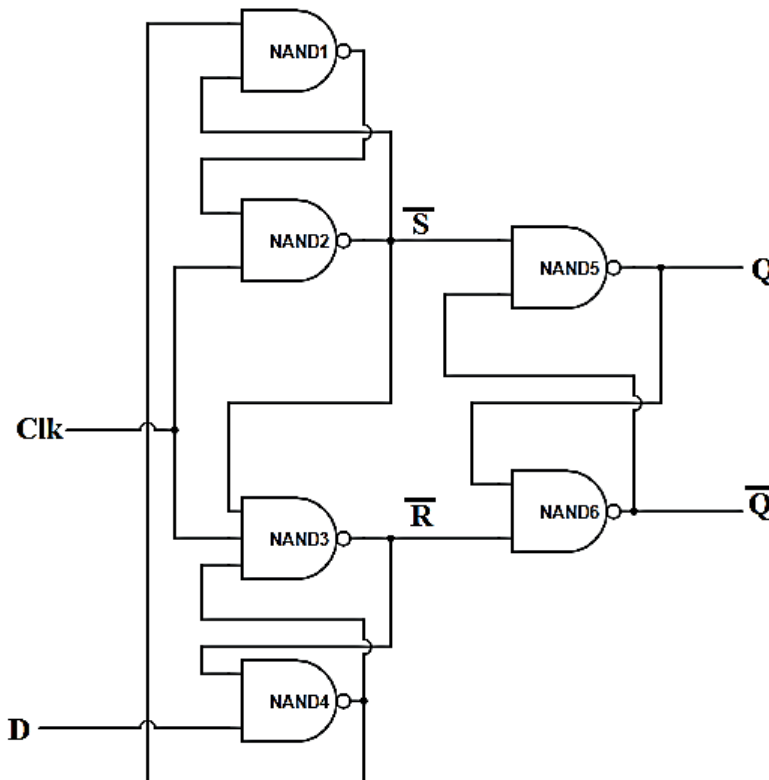 NAND1
NAND2
S̅
NAND5
Q
Clk
NAND3
R̅
NAND6
Q̅
NAND4
D